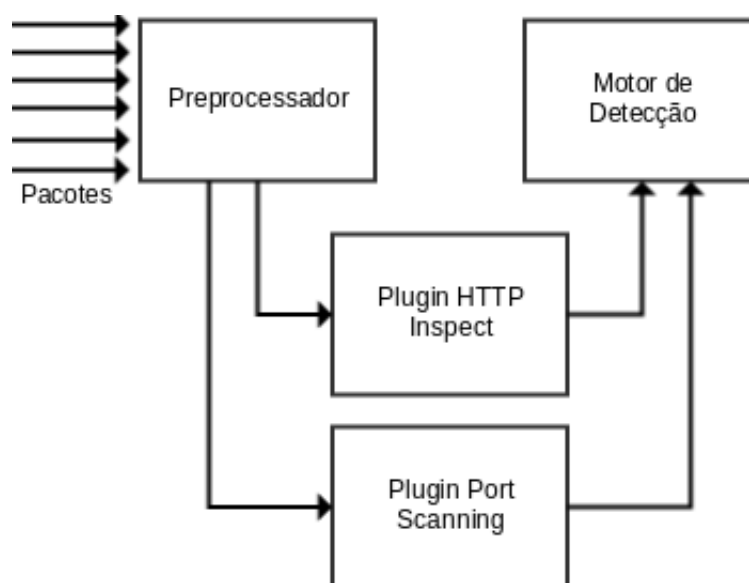 Preprocessador
Motor de
Detecção
Pacotes
Plugin HTTP
Inspect
Plugin Port
Scanning